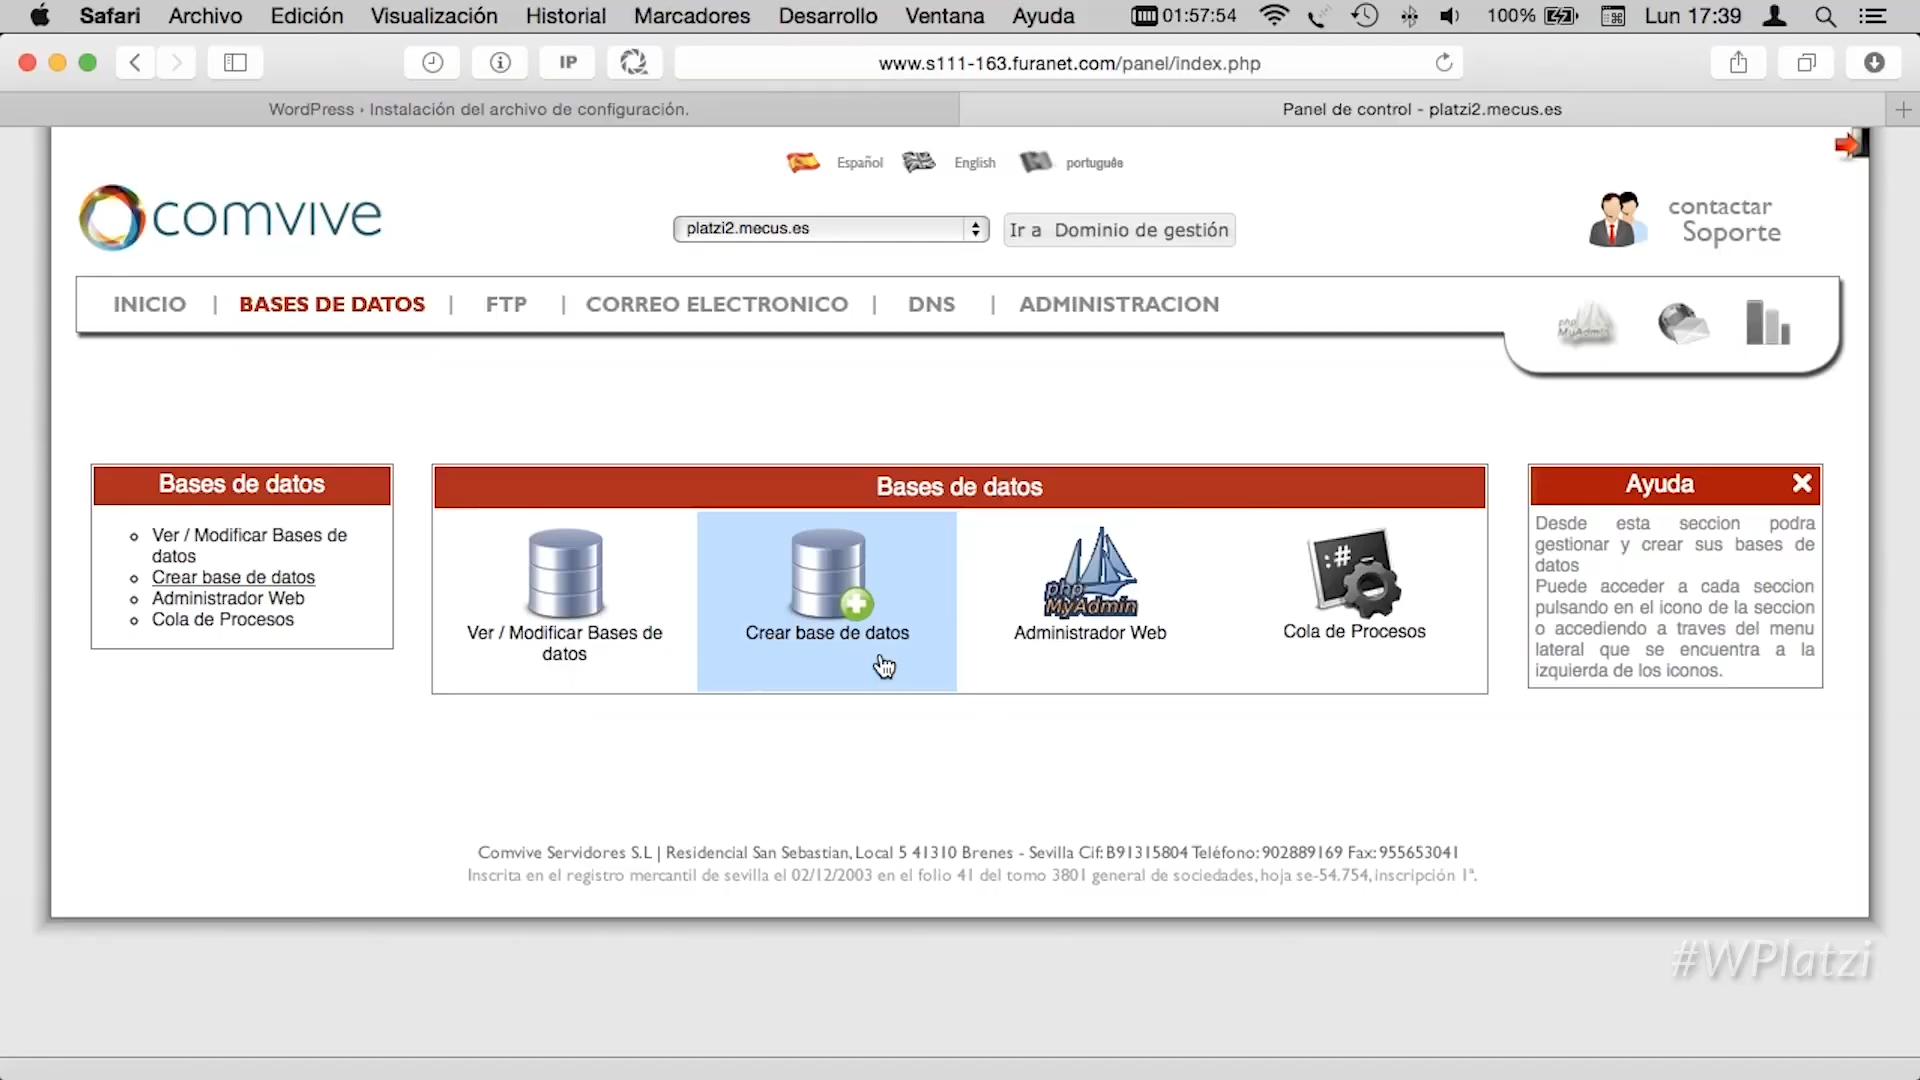 Safari Archivo Edición Visualización Historial Marcadores Desarrollo Ventana Ayuda 01:57:54 100% Lun 17:39
IP www.s111-163.furanet.com/panel/index.php
WordPress › Instalación del archivo de configuración. Panel de control - platzi2.mecus.es
Español English português
comvive
platzi2.mecus.es Ir a Dominio de gestión
contactar
Soporte
INICIO | BASES DE DATOS | FTP | CORREO ELECTRONICO | DNS | ADMINISTRACION
php
MyAdmin
Bases de datos
Ver / Modificar Bases de
datos
Crear base de datos
Administrador Web
Cola de Procesos
Bases de datos
:#
php
MyAdmin
Ver / Modificar Bases de
datos
Crear base de datos
Administrador Web
Cola de Procesos
Ayuda
Desde esta seccion podra
gestionar y crear sus bases de
datos
Puede acceder a cada seccion
pulsando en el icono de la seccion
o accediendo a traves del menu
lateral que se encuentra a la
izquierda de los iconos.
Comvive Servidores S.L | Residencial San Sebastian, Local 5 41310 Brenes - Sevilla Cif: B91315804 Teléfono: 902889169 Fax: 955653041
Inscrita en el registro mercantil de sevilla el 02/12/2003 en el folio 41 del tomo 3801 general de sociedades, hoja se-54.754, inscripción 1ª.
#WPlatzi